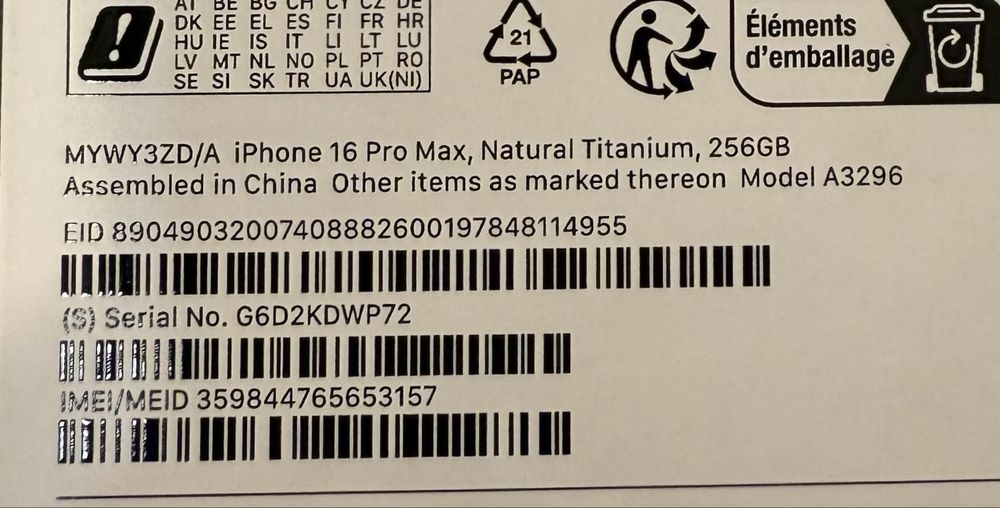 AT BE BG CH CY CZ DE
DK EE EL ES FI FR HR
HU IE IS IT LI LT LU
LV MT NL NO PL PT RO
SE SI SK TR UA UK(NI)
21
PAP
Éléments
d'emballage
MYWY3ZD/A iPhone 16 Pro Max, Natural Titanium, 256GB
Assembled in China Other items as marked thereon Model A3296
EID 89049032007408882600197848114955
(S) Serial No. G6D2KDWP72
IMEI/MEID 359844765653157